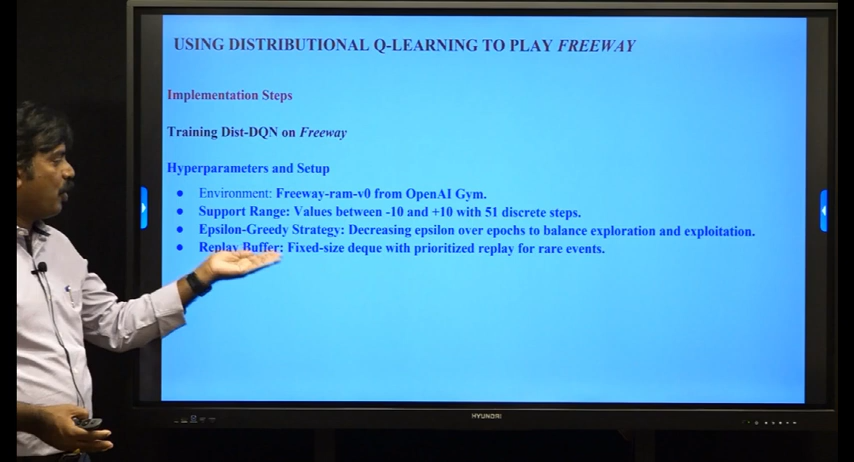 USING DISTRIBUTIONAL Q-LEARNING TO PLAY FREEWAY
Implementation Steps
Training Dist-DQN on Freeway
Hyperparameters and Setup
• Environment: Freeway-ram-v0 from OpenAI Gym.
• Support Range: Values between -10 and +10 with 51 discrete steps.
• Epsilon-Greedy Strategy: Decreasing epsilon over epochs to balance exploration and exploitation.
• Replay Buffer: Fixed-size deque with prioritized replay for rare events.
HYUNDRI